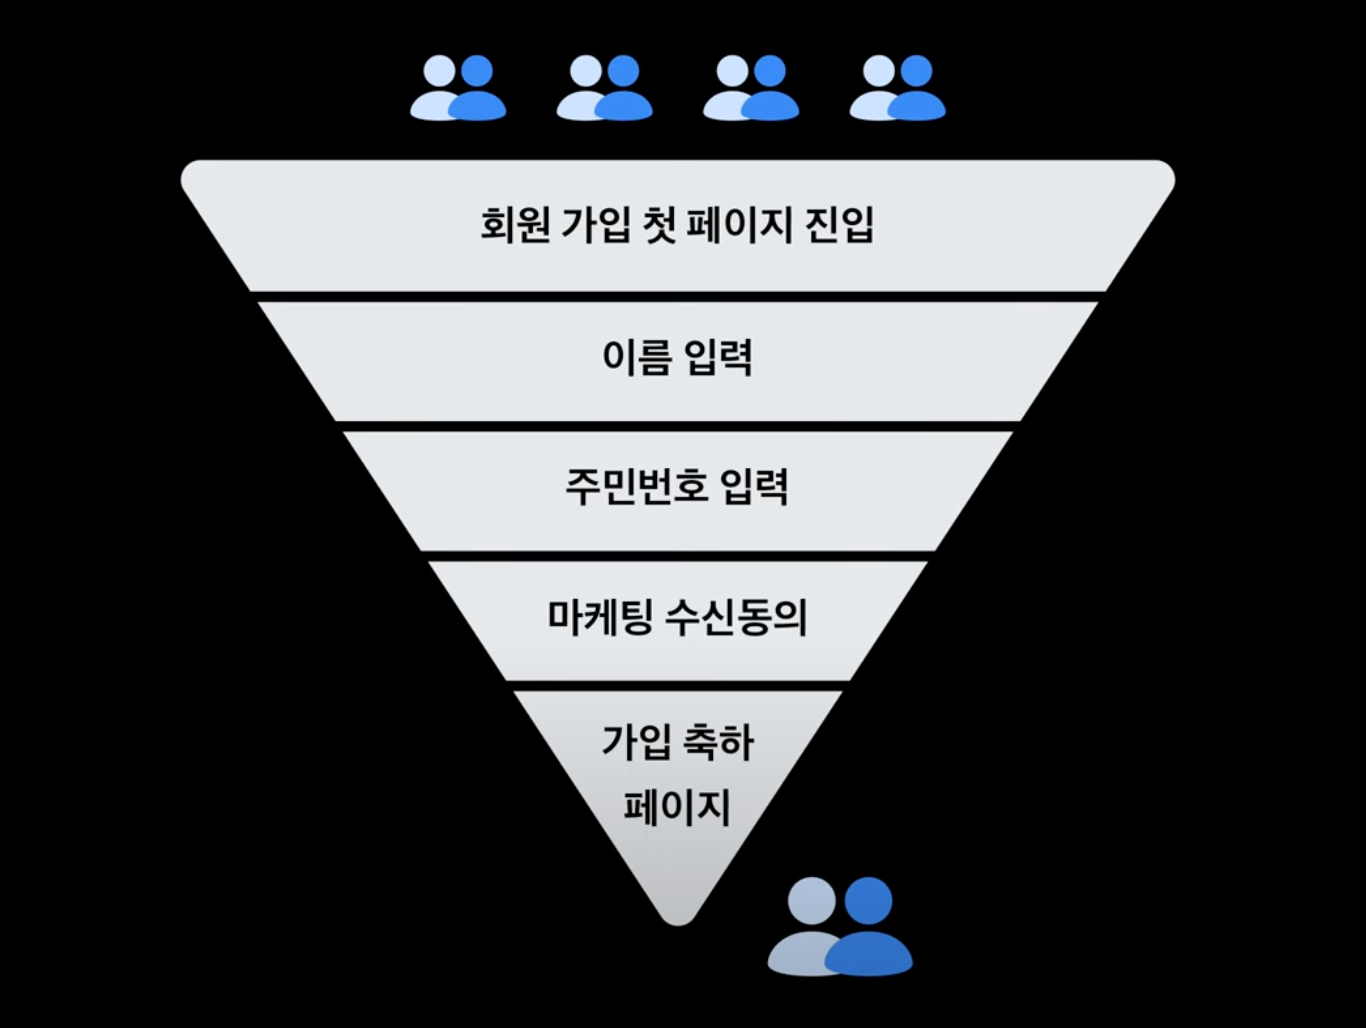 회원 가입 첫 페이지 진입
이름 입력
주민번호 입력
마케팅 수신동의
가입 축하
페이지